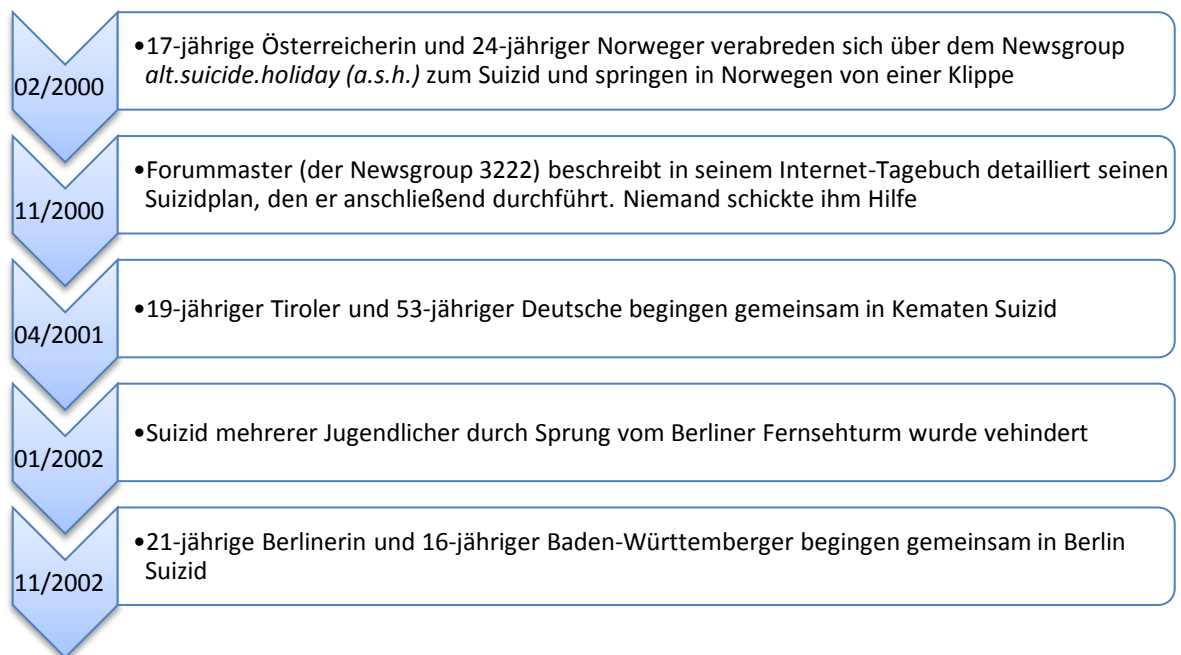 02/2000
•17-jährige Österreicherin und 24-jähriger Norweger verabreden sich über dem Newsgroup
alt.suicide.holiday (a.s.h.) zum Suizid und springen in Norwegen von einer Klippe
11/2000
•Forummaster (der Newsgroup 3222) beschreibt in seinem Internet-Tagebuch detailliert seinen
Suizidplan, den er anschließend durchführt. Niemand schickte ihm Hilfe
04/2001
•19-jähriger Tiroler und 53-jähriger Deutsche begingen gemeinsam in Kematen Suizid
01/2002
•Suizid mehrerer Jugendlicher durch Sprung vom Berliner Fernsehturm wurde vehindert
11/2002
•21-jährige Berlinerin und 16-jähriger Baden-Württemberger begingen gemeinsam in Berlin
Suizid